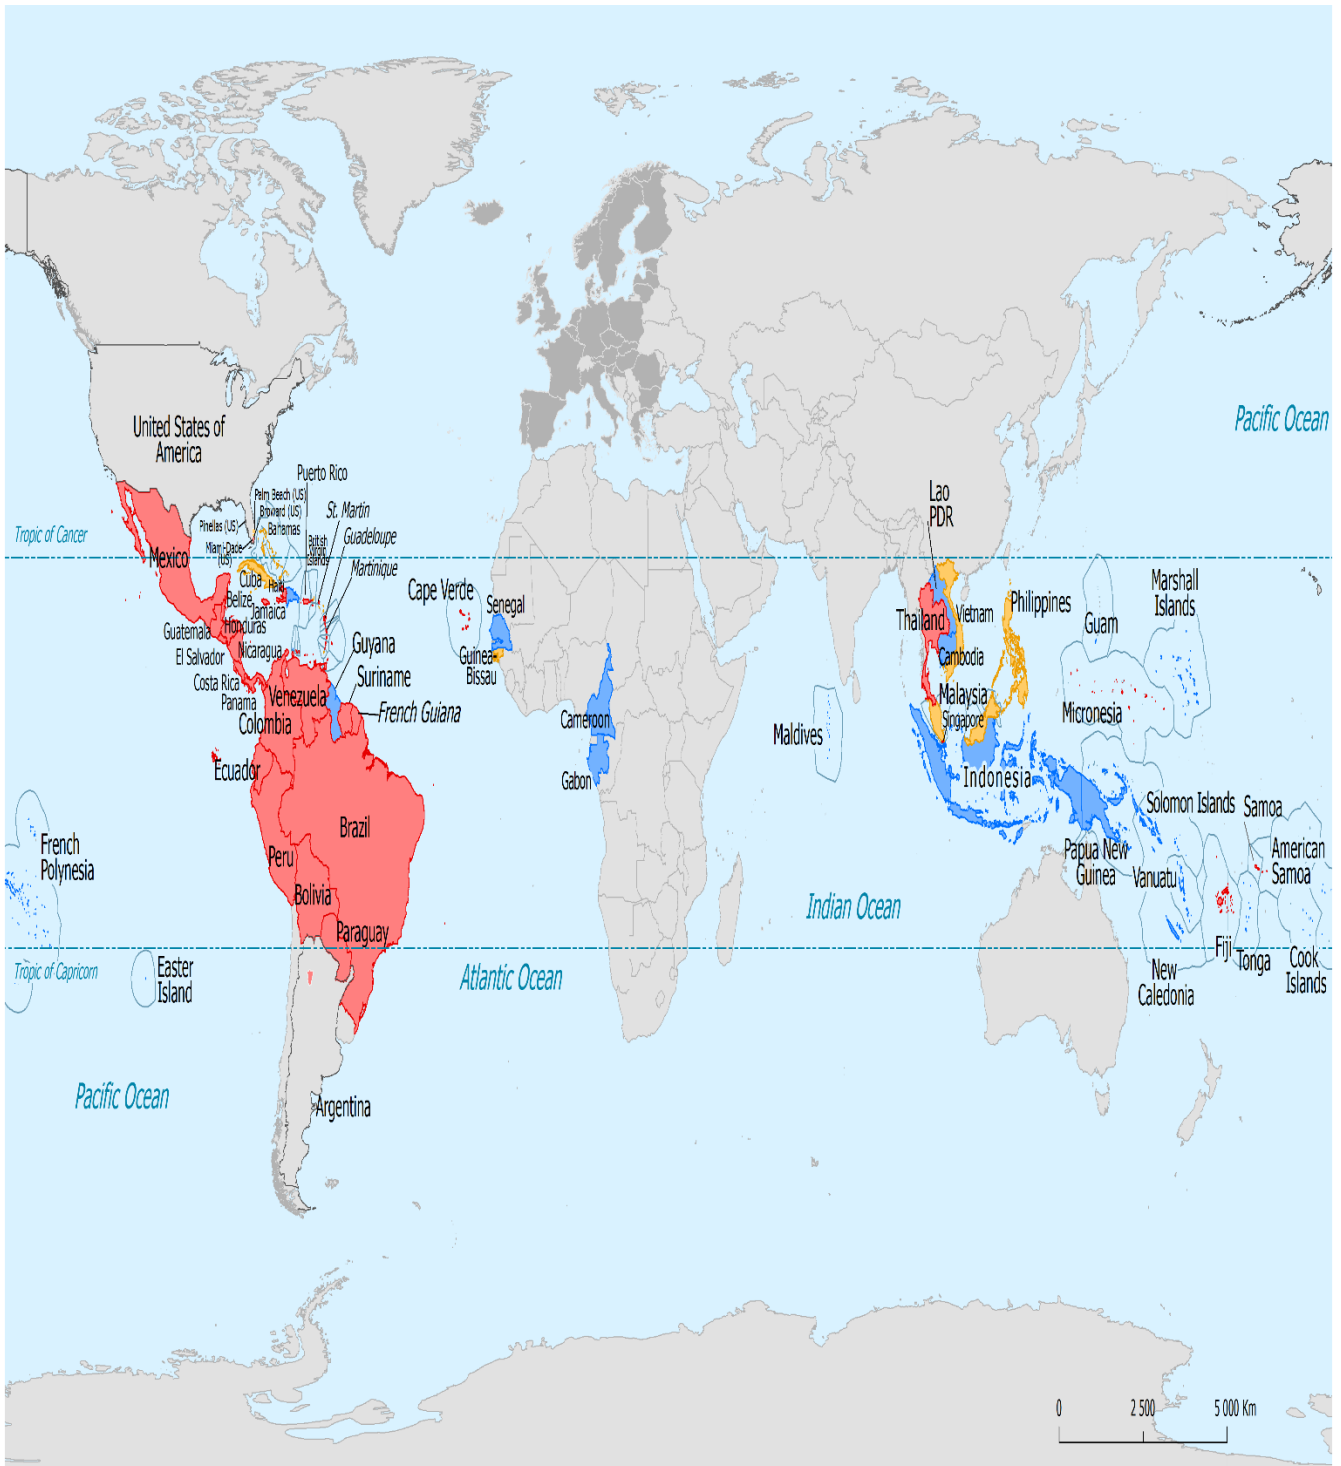 Pacific Ocean
United States of
America
Puerto Rico
Palm Beach (US)
Broward (US)
Pinellas (US)
Bahamas
St. Martin
Guadeloupe
Martinique
Miami-Dade
(US)
British
Virgin
Islands
Tropic of Cancer
Lao
PDR
Mexico
Cuba
Haiti
Belize
Jamaica
Guatemala
Honduras
El Salvador
Nicaragua
Costa Rica
Panama
Venezuela
Colombia
Guyana
Suriname
French Guiana
Cape Verde
Senegal
Guinea-
Bissau
Cameroon
Gabon
Maldives
Thailand
Vietnam
Philippines
Cambodia
Malaysia
Singapore
Indonesia
Guam
Marshall
Islands
Micronesia
Ecuador
Brazil
Peru
Bolivia
Paraguay
French
Polynesia
Solomon Islands
Samoa
American
Samoa
Papua New
Guinea
Vanuatu
Indian Ocean
Fiji
Tonga
Cook
Islands
New
Caledonia
Tropic of Capricorn
Easter
Island
Atlantic Ocean
Pacific Ocean
Argentina
0 2 500 5 000 Km